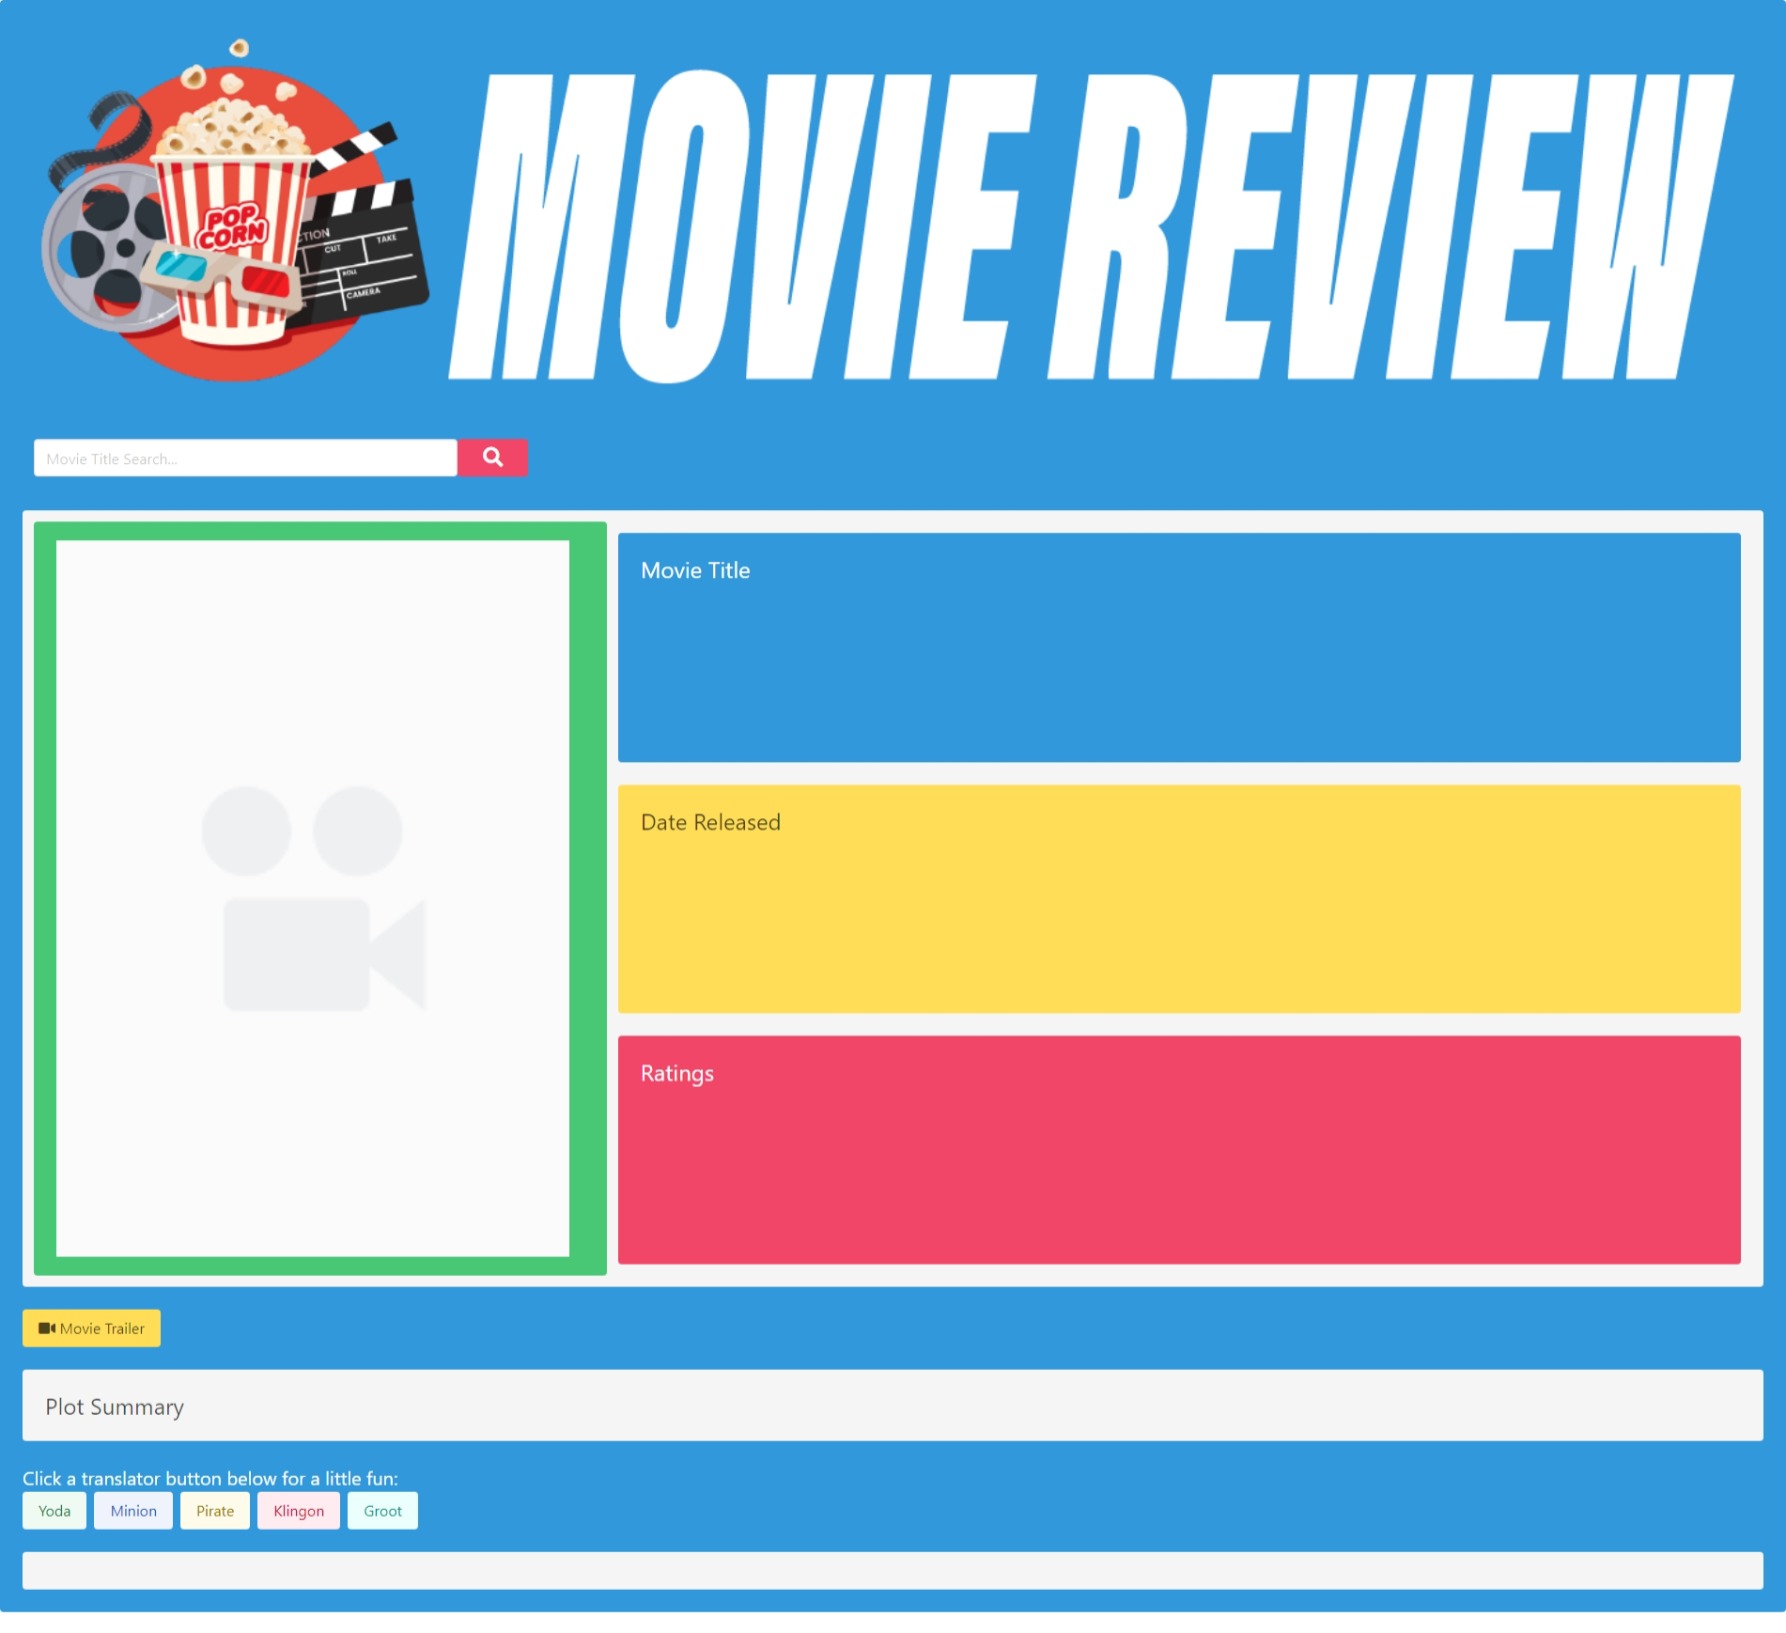 MOVIE REVIEW
POP
CORN
CTION
CUT
TAKE
ROLL
CAMERA
Movie Title Search...
Movie Title
Date Released
Ratings
Movie Trailer
Plot Summary
Click a translator button below for a little fun:
Yoda Minion Pirate Klingon Groot